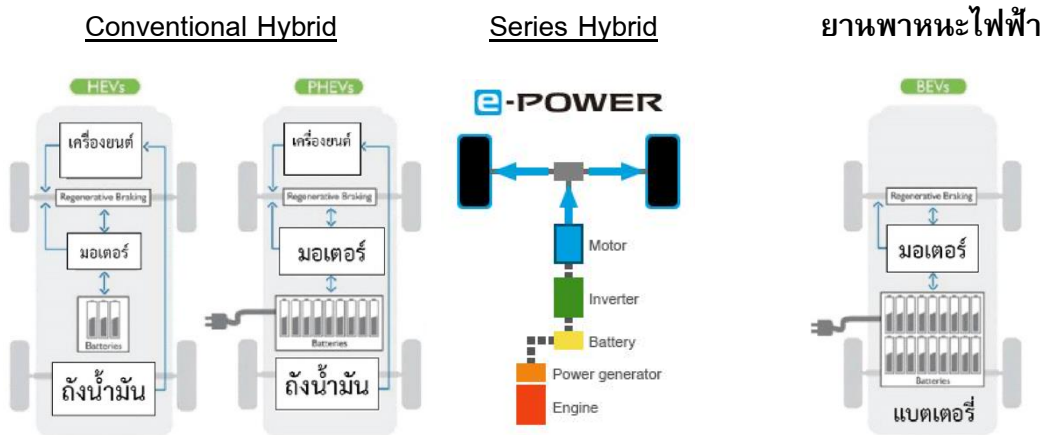 Conventional Hybrid
Series Hybrid
ยานพาหนะไฟฟ้า
HEVs
เครื่องยนต์
Regenerative Braking
มอเตอร์
Batteries
ถังน้ำมัน
PHEVs
เครื่องยนต์
Regenerative Braking
มอเตอร์
Batteries
ถังน้ำมัน
e-POWER
Motor
Inverter
Battery
Power generator
Engine
BEVs
Regenerative Braking
มอเตอร์
Batteries
แบตเตอรี่